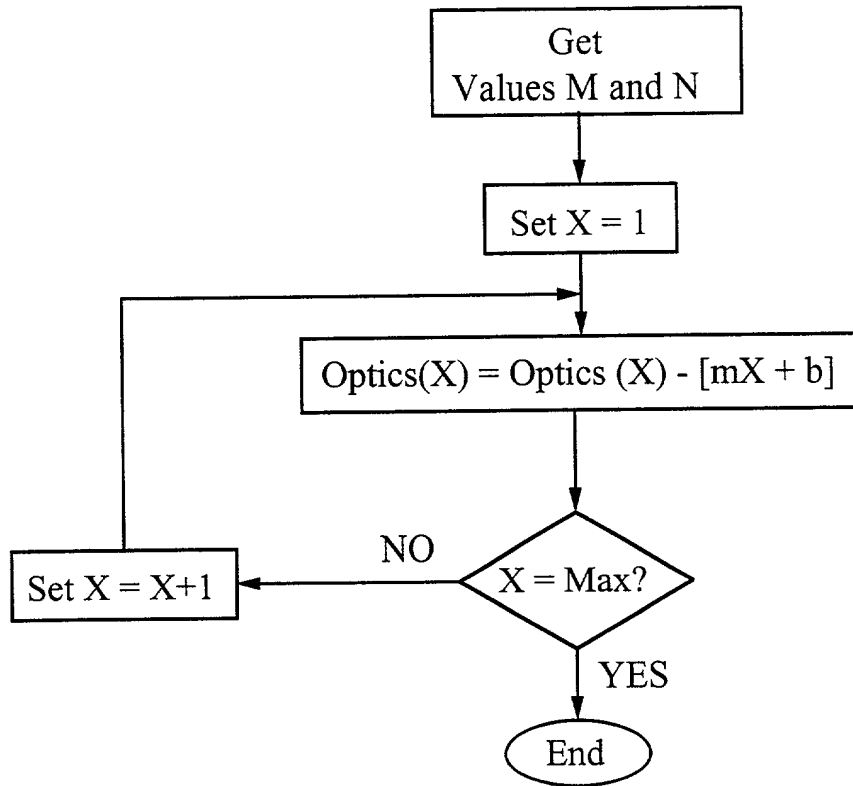 Get
Values M and N
Set X = 1
Optics(X) = Optics (X) - [mX + b]
NO
Set X = X+1
X = Max?
YES
End